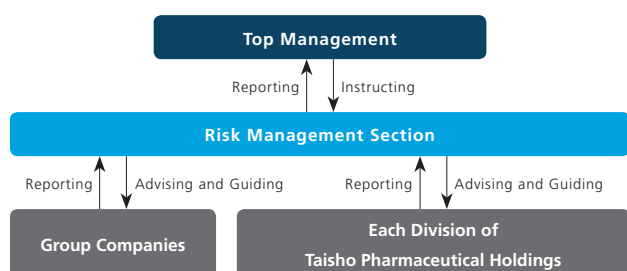 Top Management
Reporting Instructing
Risk Management Section
Reporting Advising and Guiding Reporting Advising and Guiding
Group Companies
Each Division of
Taisho Pharmaceutical Holdings